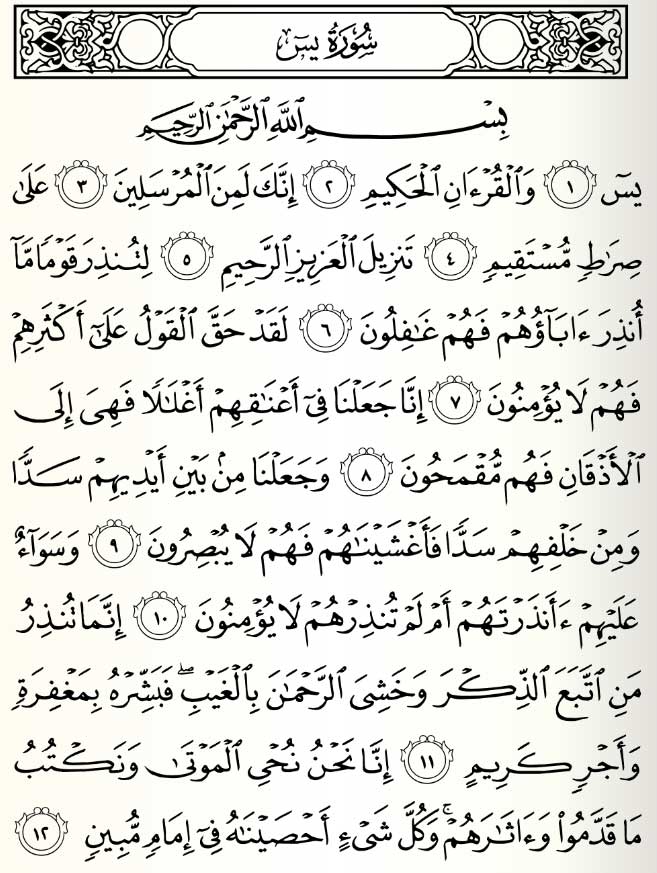 سُورَةُ يسٓ
بِسْمِ ٱللَّهِ ٱلرَّحْمَٰنِ ٱلرَّحِيمِ
يسٓ ١ وَٱلْقُرْءَانِ ٱلْحَكِيمِ ٢ إِنَّكَ لَمِنَ ٱلْمُرْسَلِينَ ٣ عَلَىٰ
صِرَٰطٍ مُّسْتَقِيمٍ ٤ تَنزِيلَ ٱلْعَزِيزِ ٱلرَّحِيمِ ٥ لِتُنذِرَ قَوْمًا مَّآ
أُنذِرَ ءَابَآؤُهُمْ فَهُمْ غَٰفِلُونَ ٦ لَقَدْ حَقَّ ٱلْقَوْلُ عَلَىٰٓ أَكْثَرِهِمْ
فَهُمْ لَا يُؤْمِنُونَ ٧ إِنَّا جَعَلْنَا فِىٓ أَعْنَٰقِهِمْ أَغْلَٰلًا فَهِىَ إِلَى
ٱلْأَذْقَانِ فَهُم مُّقْمَحُونَ ٨ وَجَعَلْنَا مِنۢ بَيْنِ أَيْدِيهِمْ سَدًّا
وَمِنْ خَلْفِهِمْ سَدًّا فَأَغْشَيْنَٰهُمْ فَهُمْ لَا يُبْصِرُونَ ٩ وَسَوَآءٌ
عَلَيْهِمْ ءَأَنذَرْتَهُمْ أَمْ لَمْ تُنذِرْهُمْ لَا يُؤْمِنُونَ ١٠ إِنَّمَا تُنذِرُ
مَنِ ٱتَّبَعَ ٱلذِّكْرَ وَخَشِىَ ٱلرَّحْمَٰنَ بِٱلْغَيْبِ ۖ فَبَشِّرْهُ بِمَغْفِرَةٍ
وَأَجْرٍ كَرِيمٍ ١١ إِنَّا نَحْنُ نُحْىِ ٱلْمَوْتَىٰ وَنَكْتُبُ
مَا قَدَّمُوا۟ وَءَاثَٰرَهُمْ ۚ وَكُلَّ شَىْءٍ أَحْصَيْنَٰهُ فِىٓ إِمَامٍ مُّبِينٍ ١٢